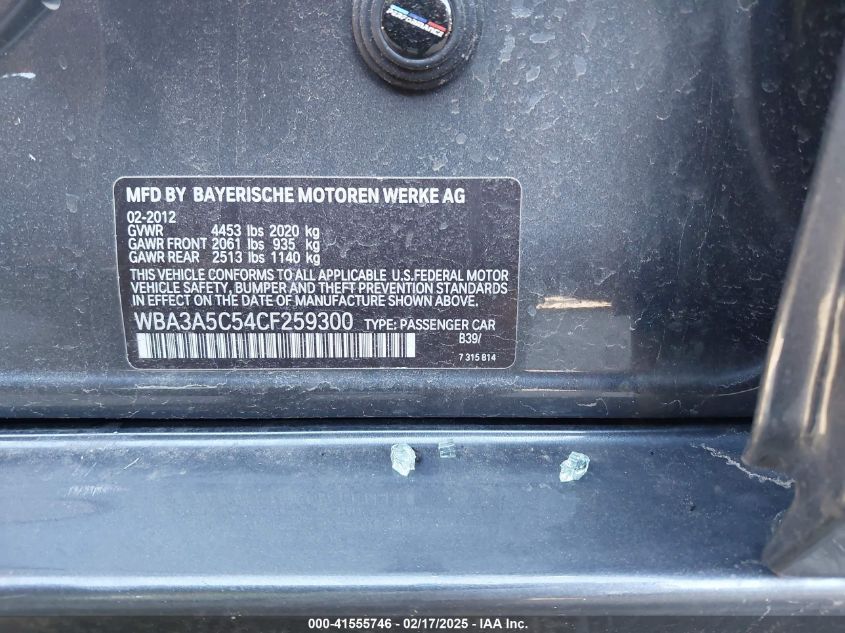 PERFORMANCE
MFD BY BAYERISCHE MOTOREN WERKE AG
02-2012
GVWR 4453 lbs 2020 kg
GAWR FRONT 2061 lbs 935 kg
GAWR REAR 2513 lbs 1140 kg
THIS VEHICLE CONFORMS TO ALL APPLICABLE U.S.FEDERAL MOTOR
VEHICLE SAFETY, BUMPER AND THEFT PREVENTION STANDARDS
IN EFFECT ON THE DATE OF MANUFACTURE SHOWN ABOVE.
WBA3A5C54CF259300 TYPE: PASSENGER CAR
B39/
7 315 814
000-41555746 - 02/17/2025 - IAA Inc.